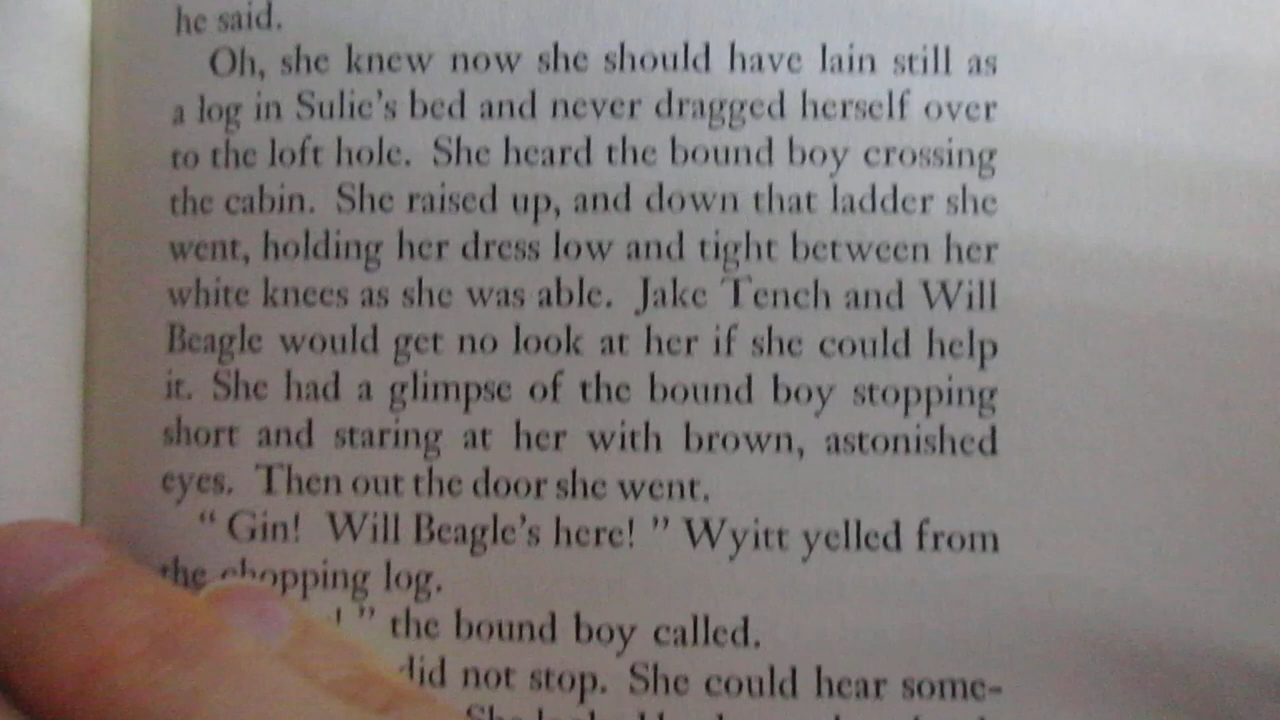 he said.
Oh, she knew now she should have lain still as
a log in Sulie's bed and never dragged herself over
to the loft hole. She heard the bound boy crossing
the cabin. She raised up, and down that ladder she
went, holding her dress low and tight between her
white knees as she was able. Jake Tench and Will
Beagle would get no look at her if she could help
it. She had a glimpse of the bound boy stopping
short and staring at her with brown, astonished
eyes. Then out the door she went.
“ Gin! Will Beagle's here! ” Wyitt yelled from
the chopping log.
! ” the bound boy called.
did not stop. She could hear some-
She